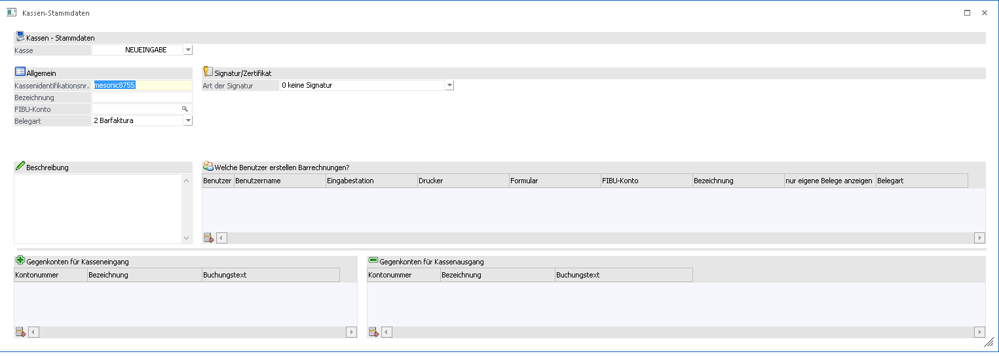 Kassen-Stammdaten
Kassen - Stammdaten
Kasse NEUEINGABE
Allgemein
Kassenidentifikationsnr. mesonic8755
Bezeichnung
FIBU-Konto
Belegart 2 Barfaktura
Signatur/Zertifikat
Art der Signatur 0 keine Signatur
Beschreibung
Welche Benutzer erstellen Barrechnungen?
Benutzer Benutzername Eingabestation Drucker Formular FIBU-Konto Bezeichnung nur eigene Belege anzeigen Belegart
Gegenkonten für Kasseneingang
Kontonummer Bezeichnung Buchungstext
Gegenkonten für Kassenausgang
Kontonummer Bezeichnung Buchungstext